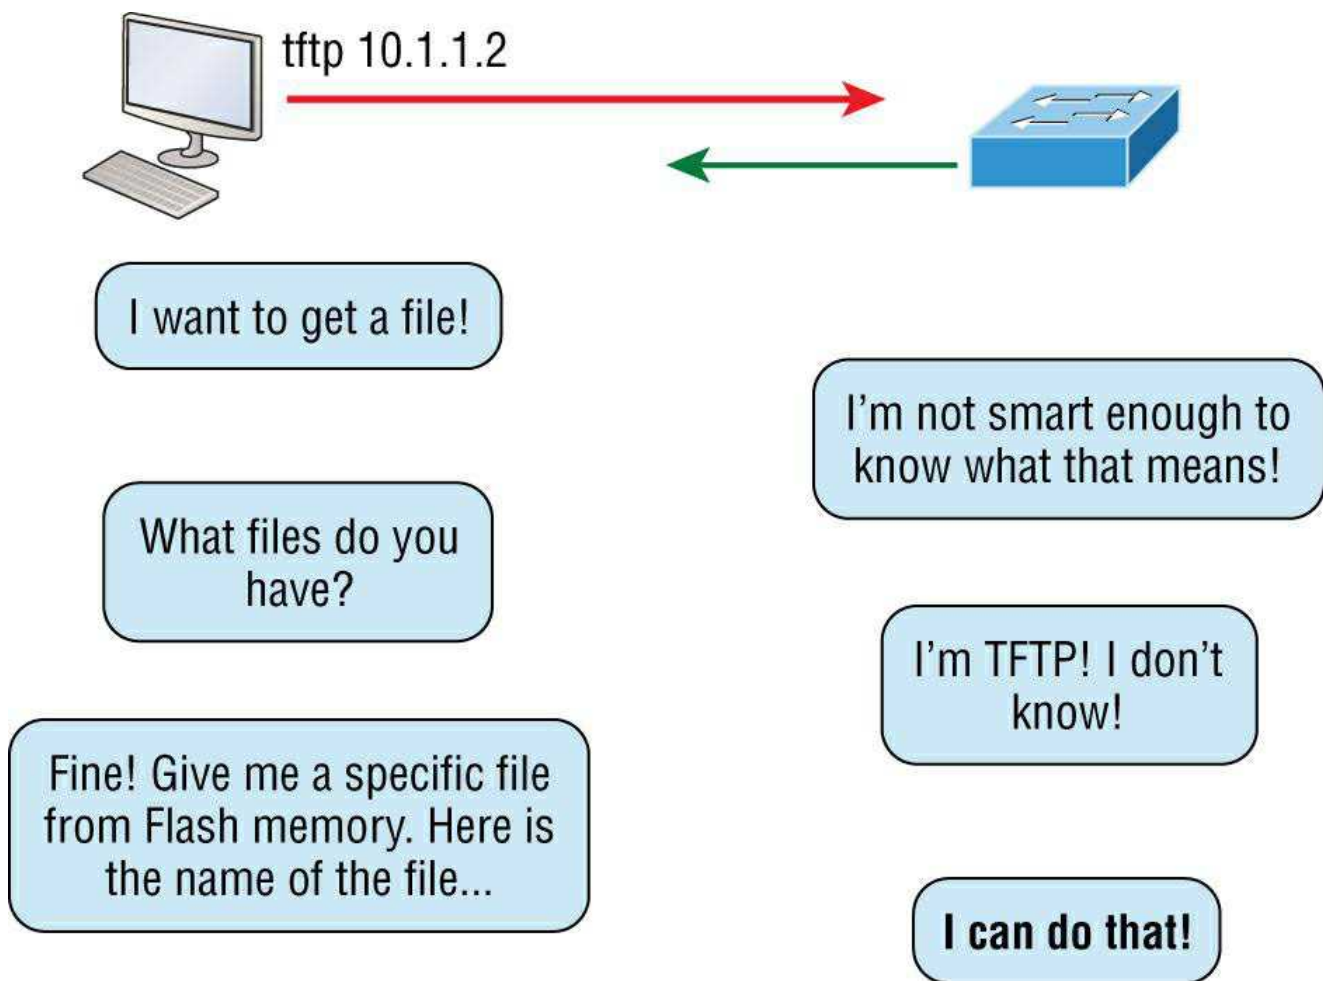 tftp 10.1.1.2
I want to get a file!
I’m not smart enough to
know what that means!
What files do you
have?
I’m TFTP! I don’t
know!
Fine! Give me a specific file
from Flash memory. Here is
the name of the file...
I can do that!